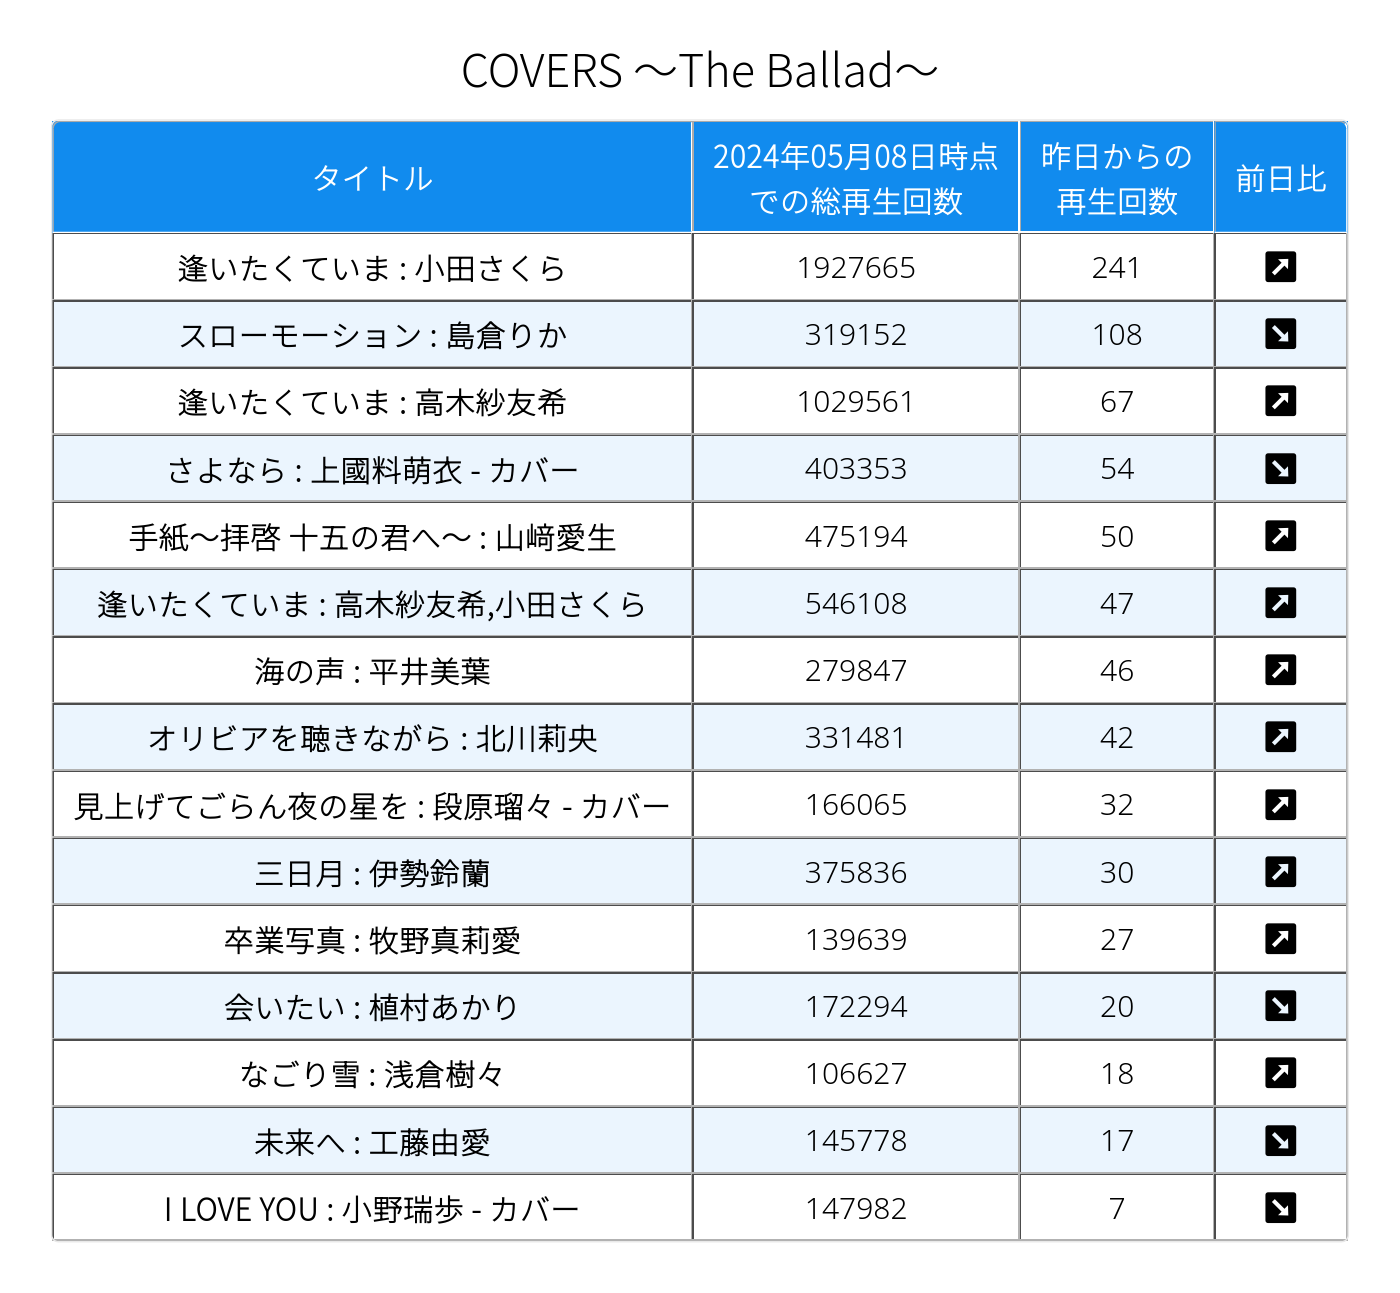 COVERS ～The Ballad～
タイトル 2024年05月08日時点での総再生回数 昨日からの再生回数 前日比
逢いたくていま : 小田さくら 1927665 241 ↗
スローモーション : 島倉りか 319152 108 ↘
逢いたくていま : 高木紗友希 1029561 67 ↗
さよなら : 上國料萌衣 - カバー 403353 54 ↘
手紙～拝啓 十五の君へ～ : 山﨑愛生 475194 50 ↗
逢いたくていま : 高木紗友希,小田さくら 546108 47 ↗
海の声 : 平井美葉 279847 46 ↗
オリビアを聴きながら : 北川莉央 331481 42 ↗
見上げてごらん夜の星を : 段原瑠々 - カバー 166065 32 ↗
三日月 : 伊勢鈴蘭 375836 30 ↗
卒業写真 : 牧野真莉愛 139639 27 ↗
会いたい : 植村あかり 172294 20 ↘
なごり雪 : 浅倉樹々 106627 18 ↗
未来へ : 工藤由愛 145778 17 ↘
I LOVE YOU : 小野瑞歩 - カバー 147982 7 ↘